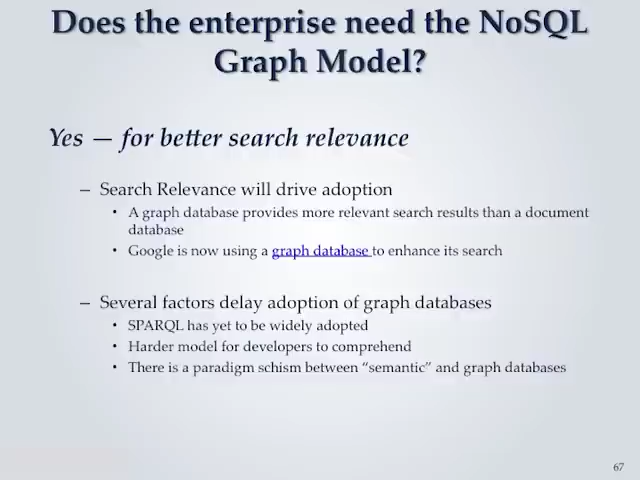 Does the enterprise need the NoSQL
Graph Model?
Yes — for better search relevance
– Search Relevance will drive adoption
• A graph database provides more relevant search results than a document
database
• Google is now using a graph database to enhance its search
– Several factors delay adoption of graph databases
• SPARQL has yet to be widely adopted
• Harder model for developers to comprehend
• There is a paradigm schism between “semantic” and graph databases
67